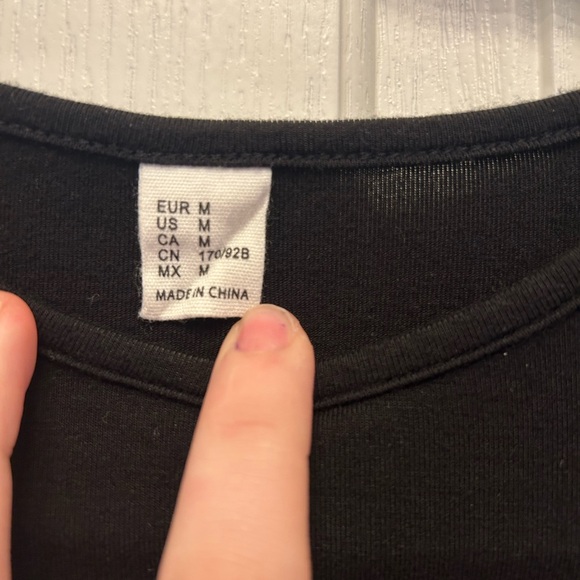 EUR M
US M
CA M
CN 170/92B
MX M
MADE IN CHINA